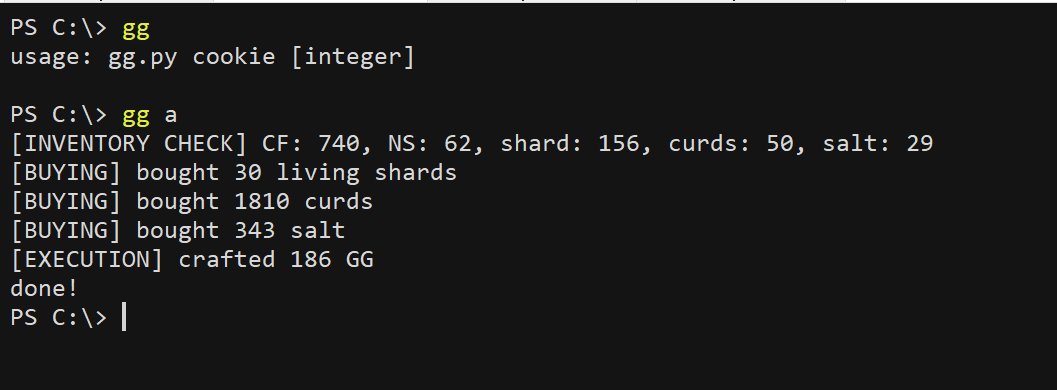 PS C:\> gg
usage: gg.py cookie [integer]
PS C:\> gg a
[INVENTORY CHECK] CF: 740, NS: 62, shard: 156, curds: 50, salt: 29
[BUYING] bought 30 living shards
[BUYING] bought 1810 curds
[BUYING] bought 343 salt
[EXECUTION] crafted 186 GG
done!
PS C:\>